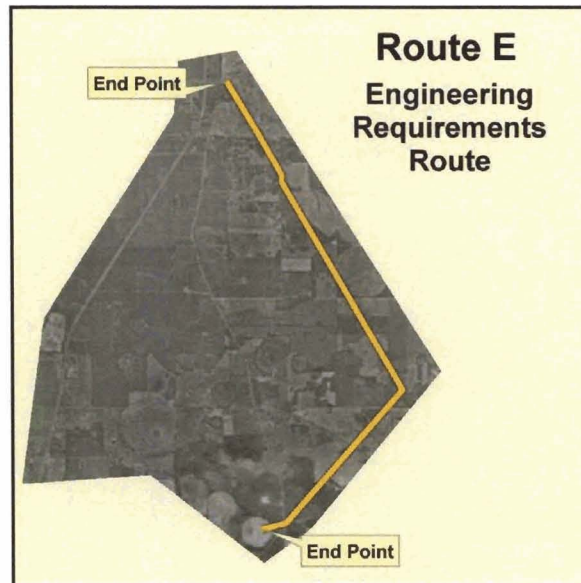 Route E
Engineering
Requirements
Route
End Point
End Point